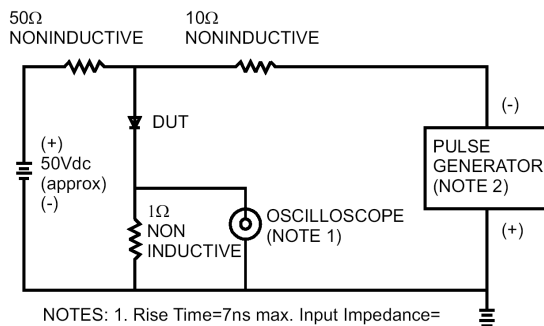 50Ω
NONINDUCTIVE
10Ω
NONINDUCTIVE
(-)
DUT
(+)
50Vdc
(approx)
(-)
PULSE
GENERATOR
(NOTE 2)
1Ω
NON
INDUCTIVE
OSCILLOSCOPE
(NOTE 1)
(+)
NOTES: 1. Rise Time=7ns max. Input Impedance=